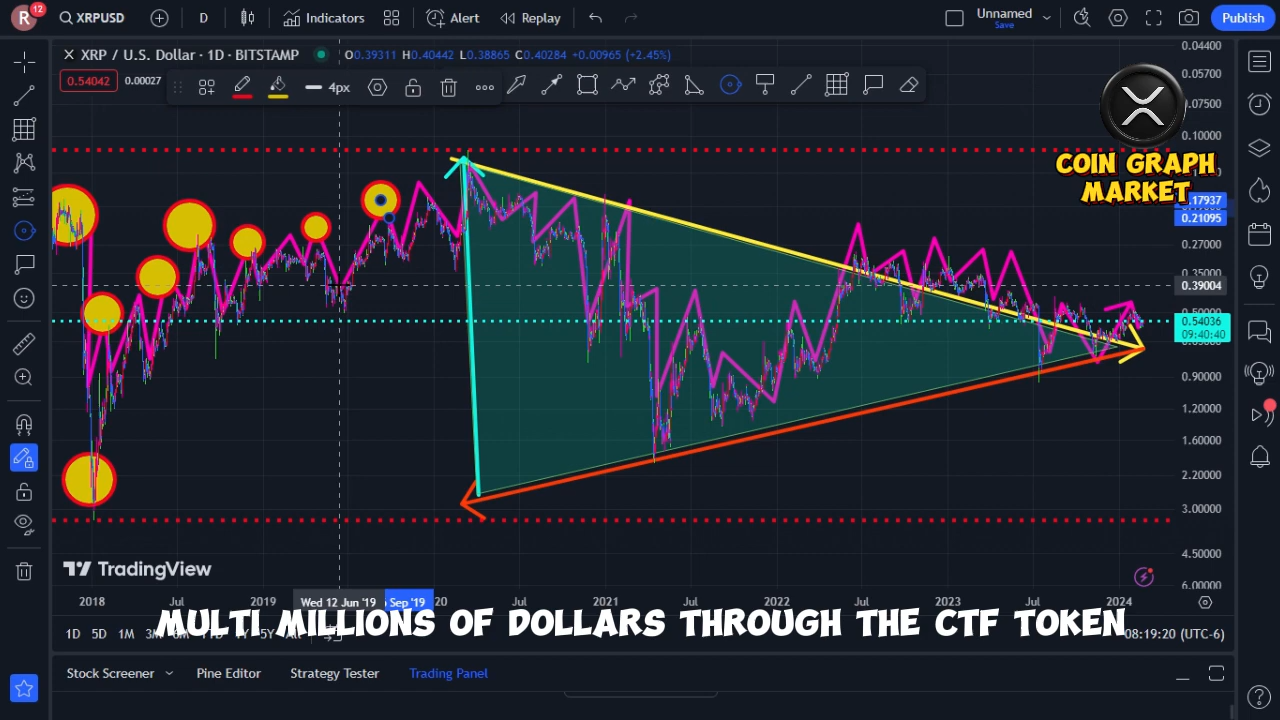 R 12 XRPUSD D Indicators Alert Replay Unnamed Save Publish
X XRP / U.S. Dollar · 1D · BITSTAMP O0.39311 H0.40442 L0.38865 C0.40284 +0.00965 (+2.45%)
0.54042 0.00027
4px
COIN GRAPH
MARKET
0.04400
0.05700
0.07500
0.10000
0.17937
0.21095
0.27000
0.35000
0.39004
0.54036
09:40:40
0.90000
1.20000
1.60000
2.20000
3.00000
4.50000
6.00000
TradingView
2018 Jul 2019 Wed 12 Jun '19 Sep '19 20 Jul 2021 Jul 2022 Jul 2023 Jul 2024
MULTI MILLIONS OF DOLLARS THROUGH THE CTF TOKEN
1D 5D 1M 08:19:20 (UTC-6)
Stock Screener Pine Editor Strategy Tester Trading Panel